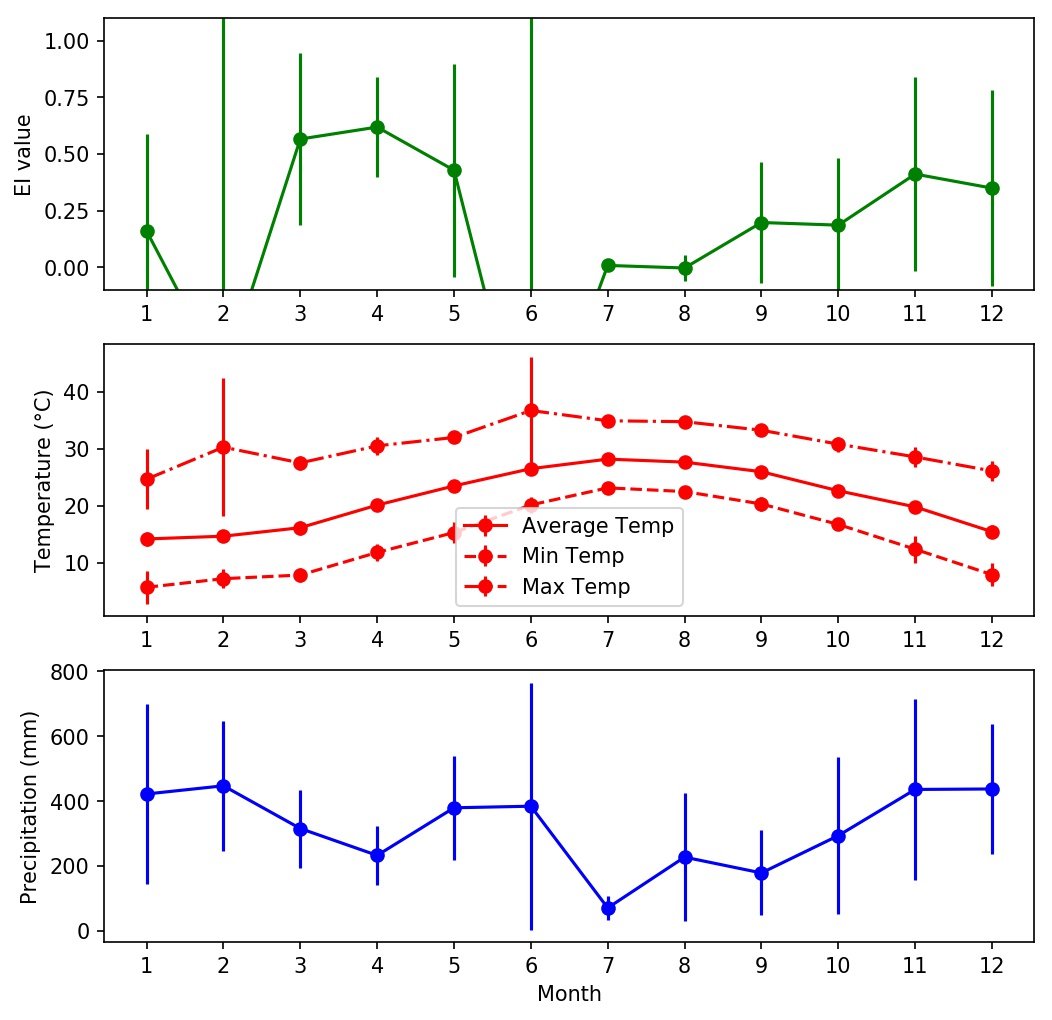 EI value
1.00
0.75
0.50
0.25
0.00
1 2 3 4 5 6 7 8 9 10 11 12
Temperature (°C)
40
30
20
10
Average Temp
Min Temp
Max Temp
1 2 3 4 5 6 7 8 9 10 11 12
Precipitation (mm)
800
600
400
200
0
1 2 3 4 5 6 7 8 9 10 11 12
Month